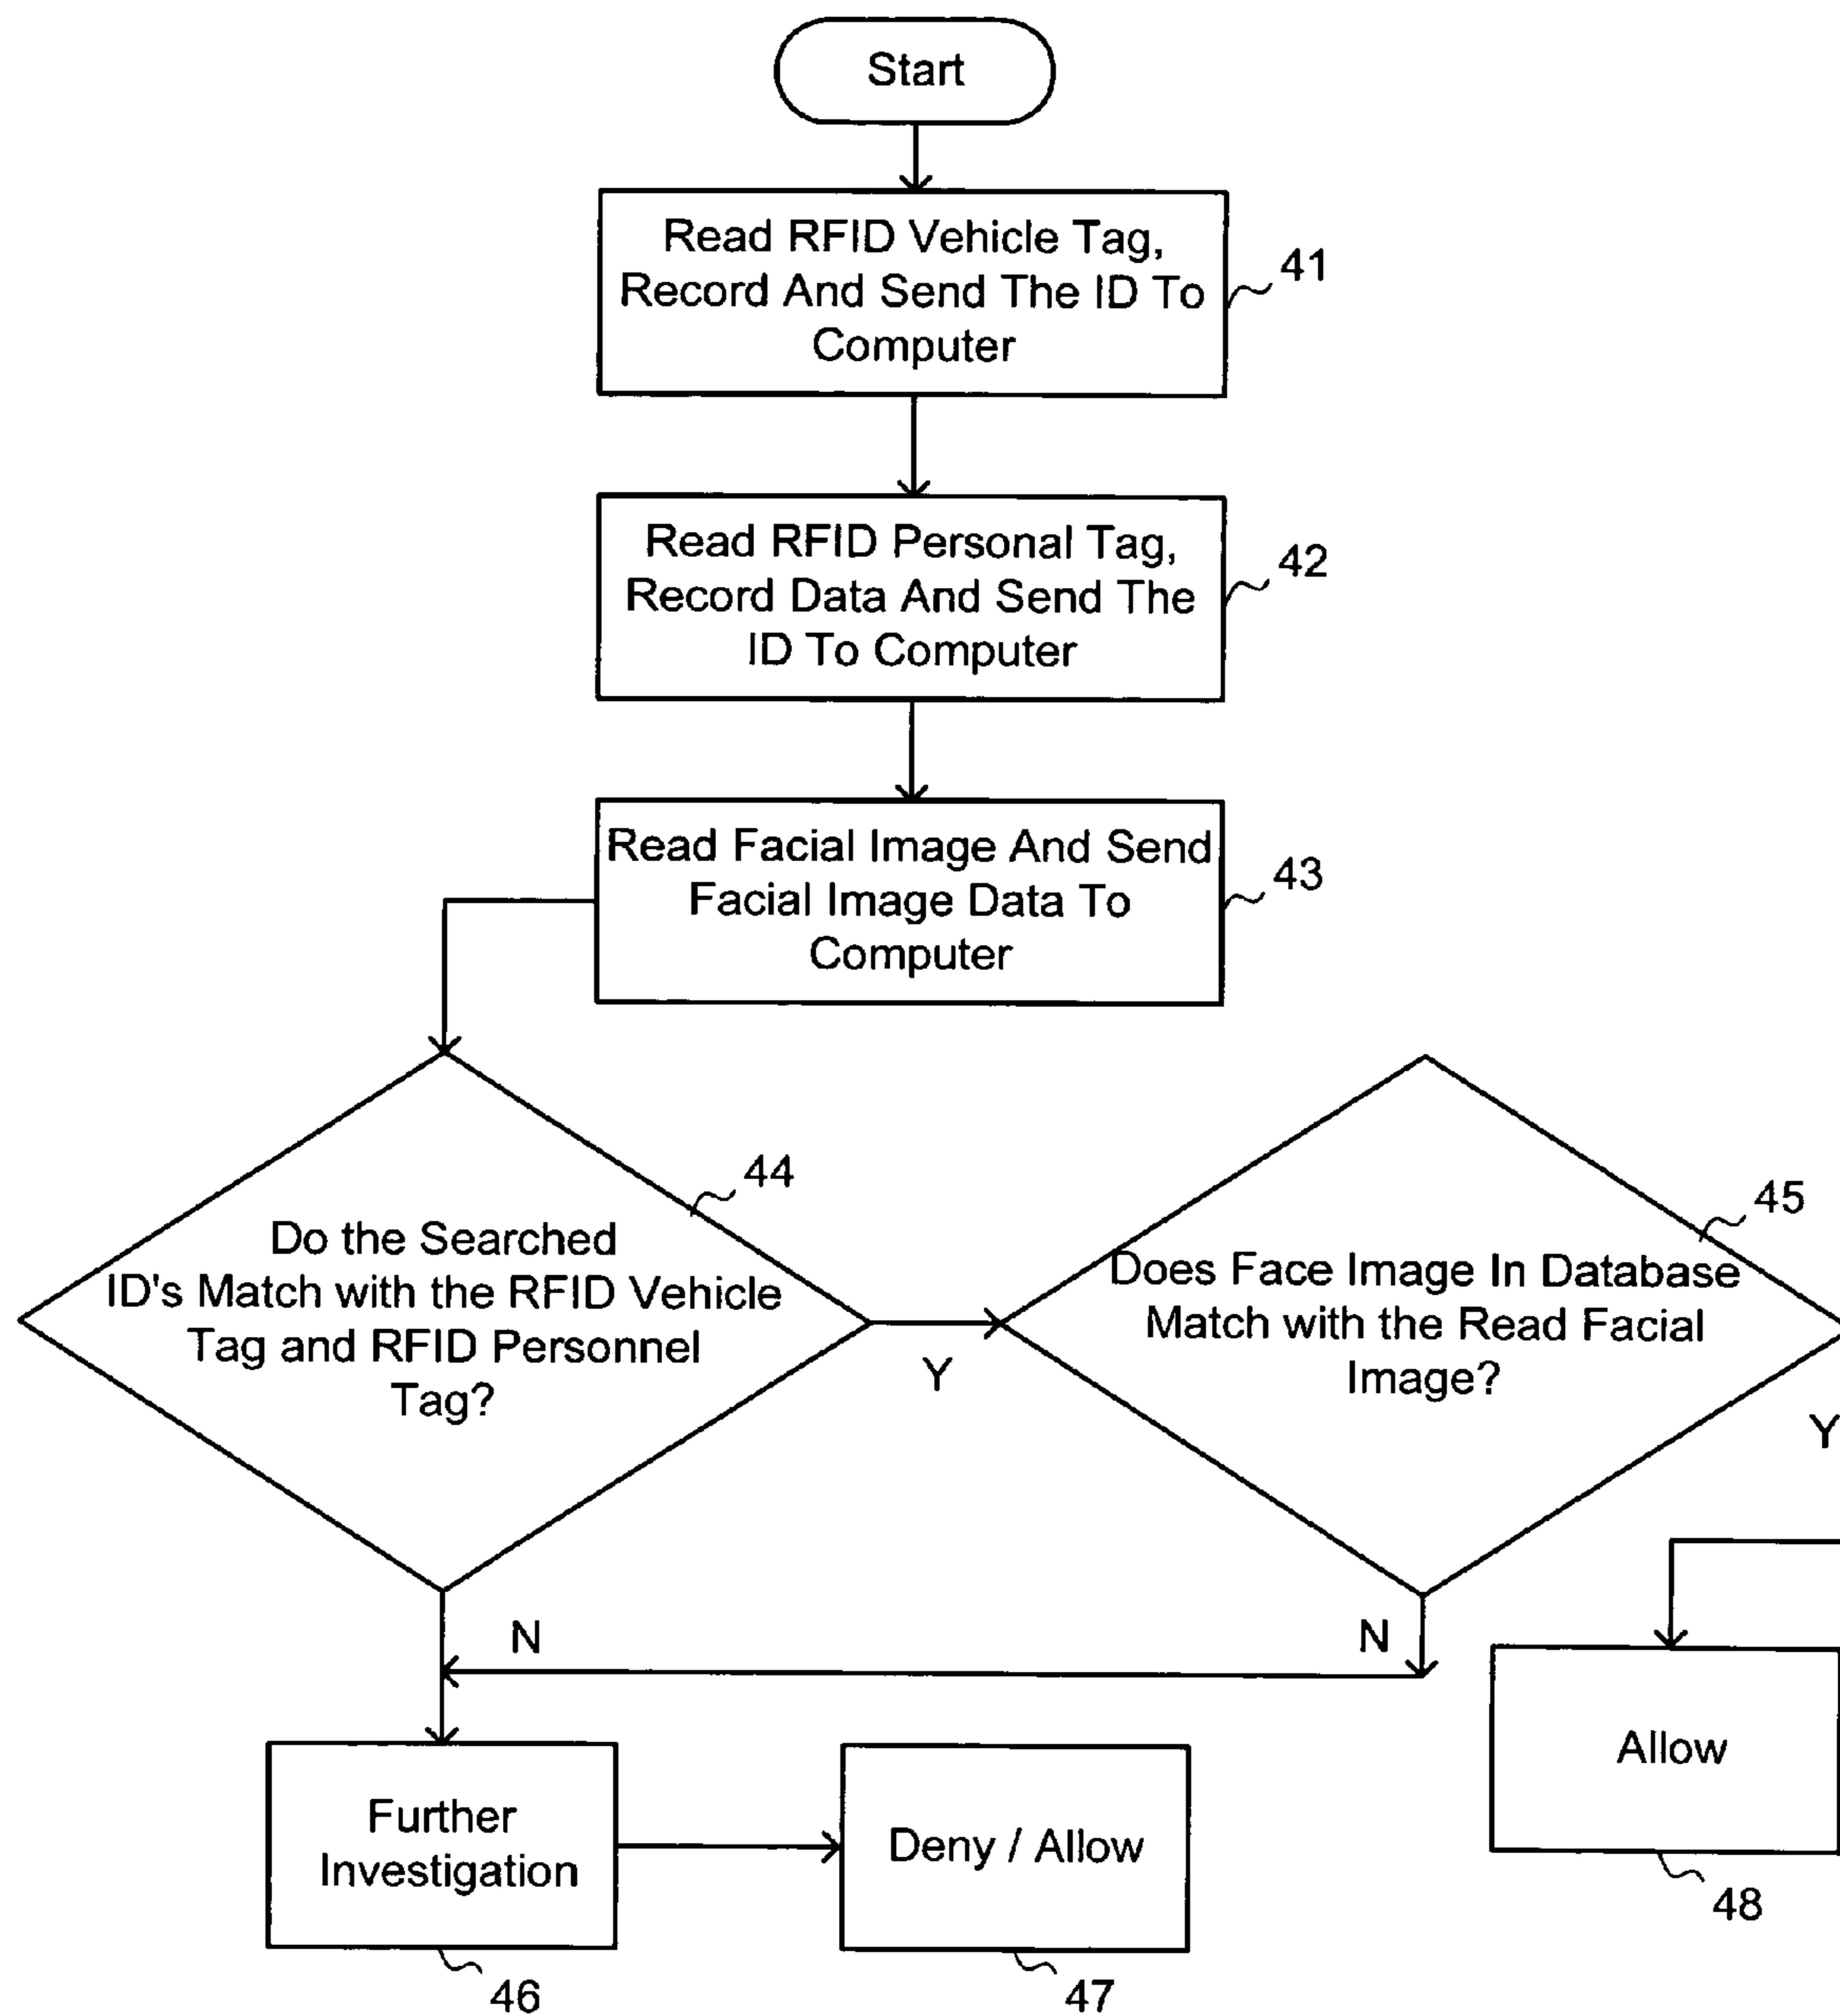 Start
Read RFID Vehicle Tag,
Record And Send The ID To
Computer
41
Read RFID Personal Tag,
Record Data And Send The
ID To Computer
42
Read Facial Image And Send
Facial Image Data To
Computer
43
44
Do the Searched
ID's Match with the RFID Vehicle
Tag and RFID Personnel
Tag?
Y
45
Does Face Image In Database
Match with the Read Facial
Image?
Y
N
N
Further
Investigation
46
Deny / Allow
47
Allow
48